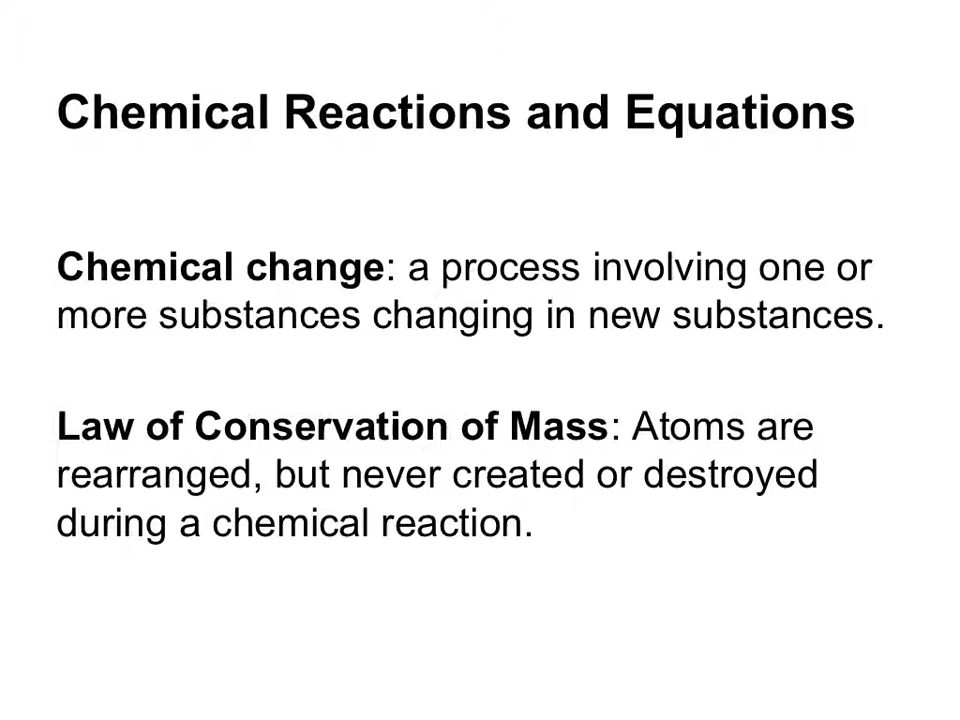 Chemical Reactions and Equations
Chemical change: a process involving one or
more substances changing in new substances.
Law of Conservation of Mass: Atoms are
rearranged, but never created or destroyed
during a chemical reaction.